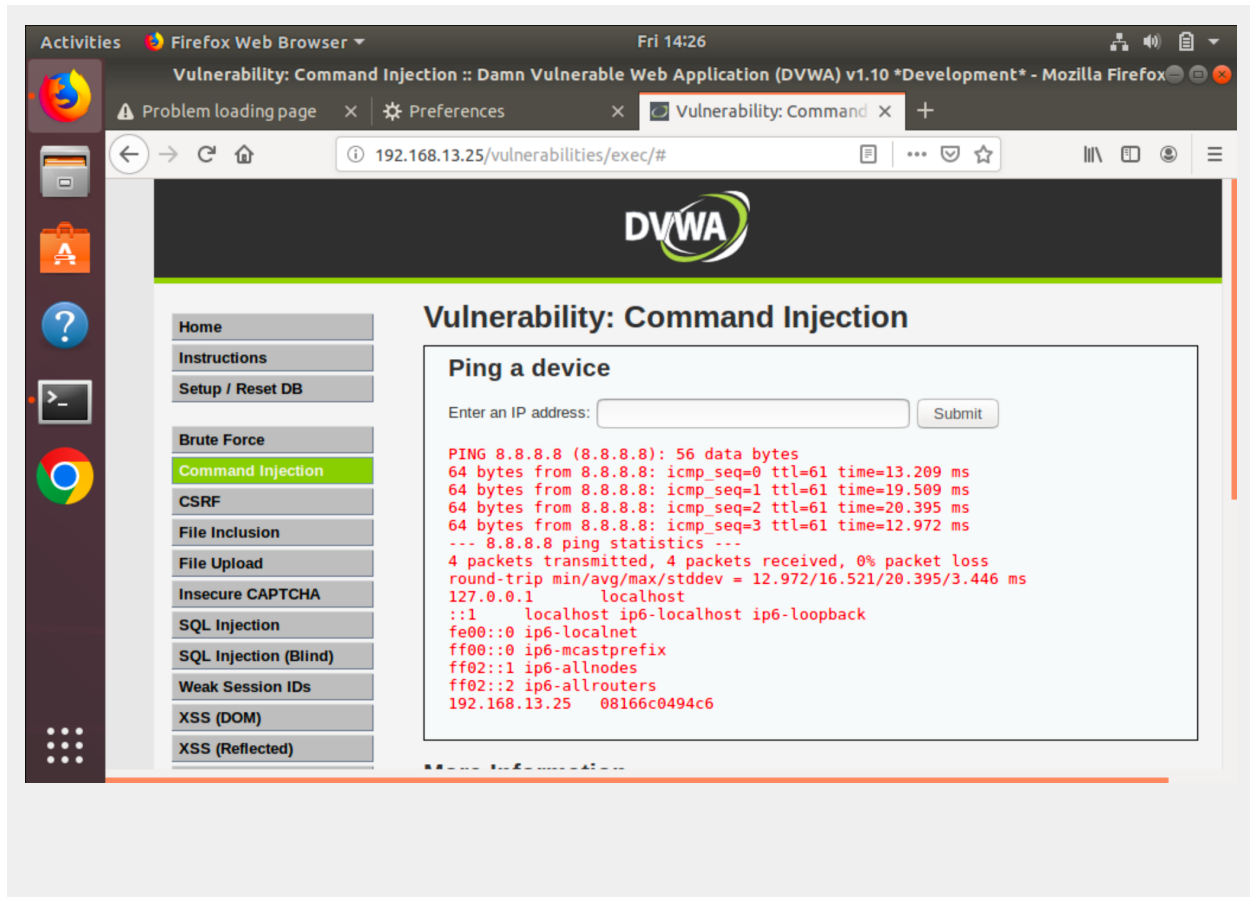 Activities Firefox Web Browser Fri 14:26
Vulnerability: Command Injection :: Damn Vulnerable Web Application (DVWA) v1.10 *Development* - Mozilla Firefox
Problem loading page Preferences Vulnerability: Command
192.168.13.25/vulnerabilities/exec/#
DVWA
Home
Instructions
Setup / Reset DB
Brute Force
Command Injection
CSRF
File Inclusion
File Upload
Insecure CAPTCHA
SQL Injection
SQL Injection (Blind)
Weak Session IDs
XSS (DOM)
XSS (Reflected)
Vulnerability: Command Injection
Ping a device
Enter an IP address: Submit
PING 8.8.8.8 (8.8.8.8): 56 data bytes
64 bytes from 8.8.8.8: icmp_seq=0 ttl=61 time=13.209 ms
64 bytes from 8.8.8.8: icmp_seq=1 ttl=61 time=19.509 ms
64 bytes from 8.8.8.8: icmp_seq=2 ttl=61 time=20.395 ms
64 bytes from 8.8.8.8: icmp_seq=3 ttl=61 time=12.972 ms
--- 8.8.8.8 ping statistics ---
4 packets transmitted, 4 packets received, 0% packet loss
round-trip min/avg/max/stddev = 12.972/16.521/20.395/3.446 ms
127.0.0.1 localhost
::1 localhost ip6-localhost ip6-loopback
fe00::0 ip6-localnet
ff00::0 ip6-mcastprefix
ff02::1 ip6-allnodes
ff02::2 ip6-allrouters
192.168.13.25 08166c0494c6